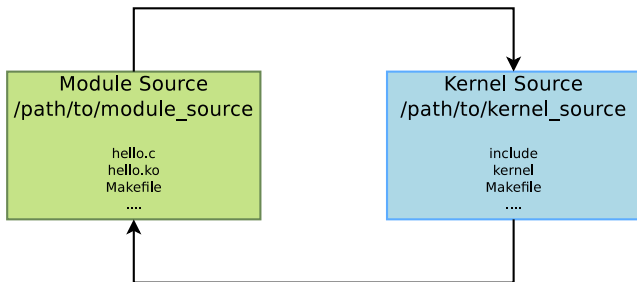 Module Source
/path/to/module_source
hello.c
hello.ko
Makefile
....
Kernel Source
/path/to/kernel_source
include
kernel
Makefile
....